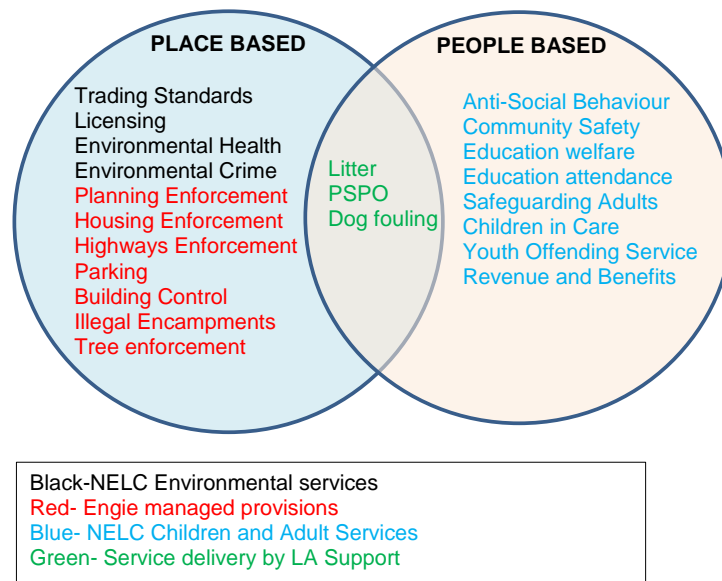 PLACE BASED
Trading Standards
Licensing
Environmental Health
Environmental Crime
Planning Enforcement
Housing Enforcement
Highways Enforcement
Parking
Building Control
Illegal Encampments
Tree enforcement
Litter
PSPO
Dog fouling
PEOPLE BASED
Anti-Social Behaviour
Community Safety
Education welfare
Education attendance
Safeguarding Adults
Children in Care
Youth Offending Service
Revenue and Benefits
Black-NELC Environmental services
Red- Engie managed provisions
Blue- NELC Children and Adult Services
Green- Service delivery by LA Support